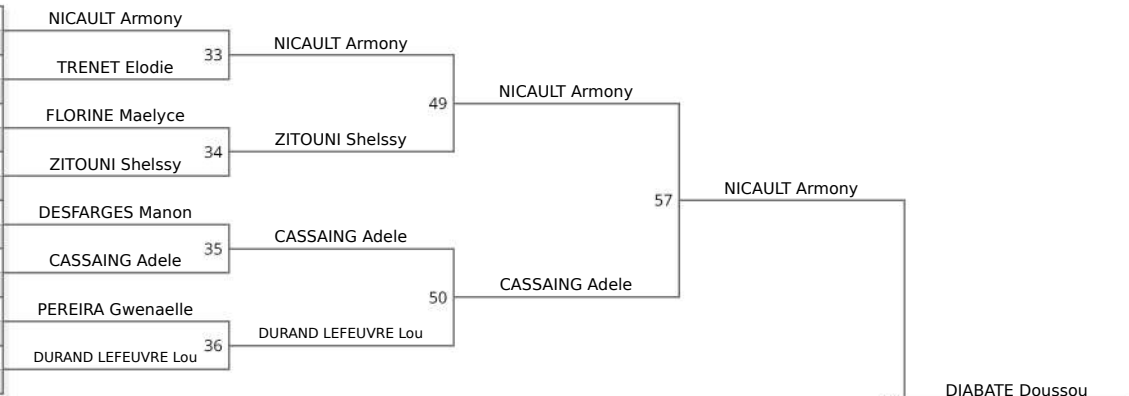 NICAULT Armony
33
NICAULT Armony
TRENET Elodie
49
NICAULT Armony
FLORINE Maelyce
34
ZITOUNI Shelssy
ZITOUNI Shelssy
57
NICAULT Armony
DESFARGES Manon
35
CASSAING Adele
CASSAING Adele
50
CASSAING Adele
PEREIRA Gwenaelle
36
DURAND LEFEUVRE Lou
DURAND LEFEUVRE Lou
DIABATE Doussou